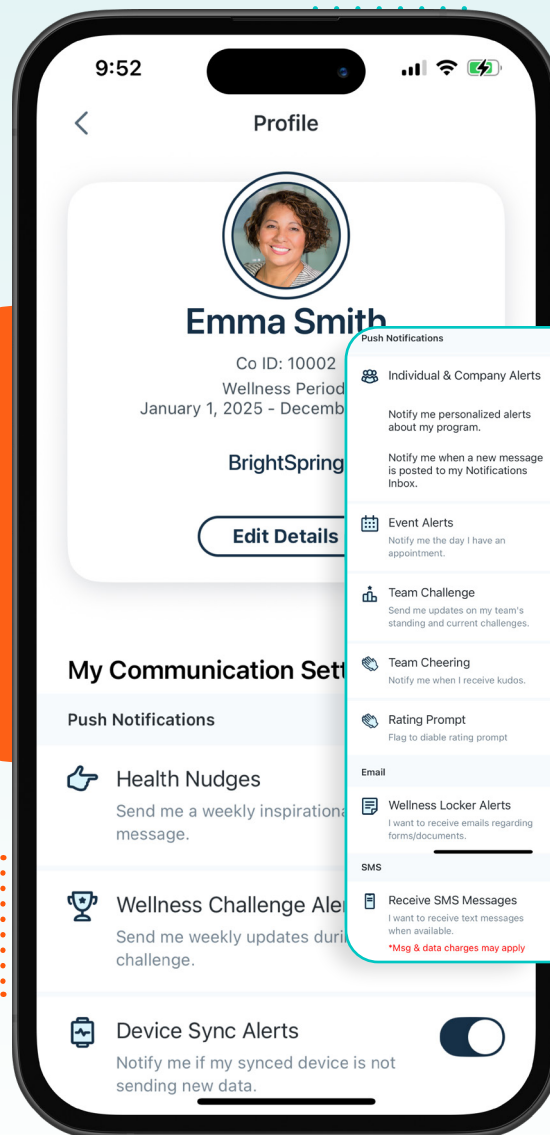 9:52
Profile
Emma Smith
Co ID: 10002
Wellness Period
January 1, 2025 -
BrightSpring
Edit Details
My Communication
Push Notifications
Health Nudges
Send me a weekly
message.
Wellness Challenge
Send me weekly updates
challenge.
Device Sync Alerts
Notify me if my synced device is not
sending new data.
Push Notifications
Individual & Company Alerts
Notify me personalized alerts
about my program.
Notify me when a new message
is posted to my Notifications
Inbox.
Event Alerts
Notify me the day I have an
appointment.
Team Challenge
Send me updates on my team's
standing and current challenges.
Team Cheering
Notify me when I receive kudos.
Rating Prompt
Flag to diable rating prompt
Email
Wellness Locker Alerts
I want to receive emails regarding
forms/documents.
SMS
Receive SMS Messages
I want to receive text messages
when available.
*Msg & data charges may apply